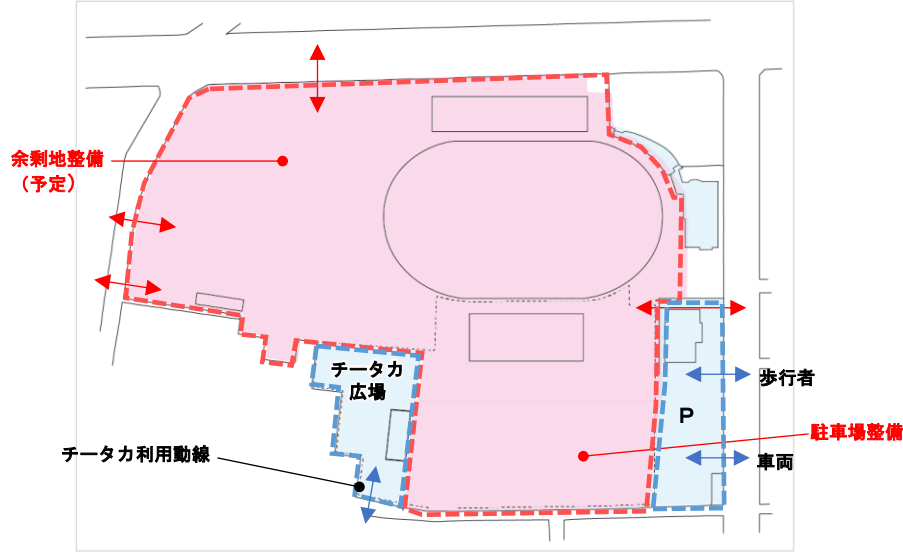 余剰地整備
(予定)
チータカ
広場
歩行者
P
駐車場整備
チータカ利用動線
車両